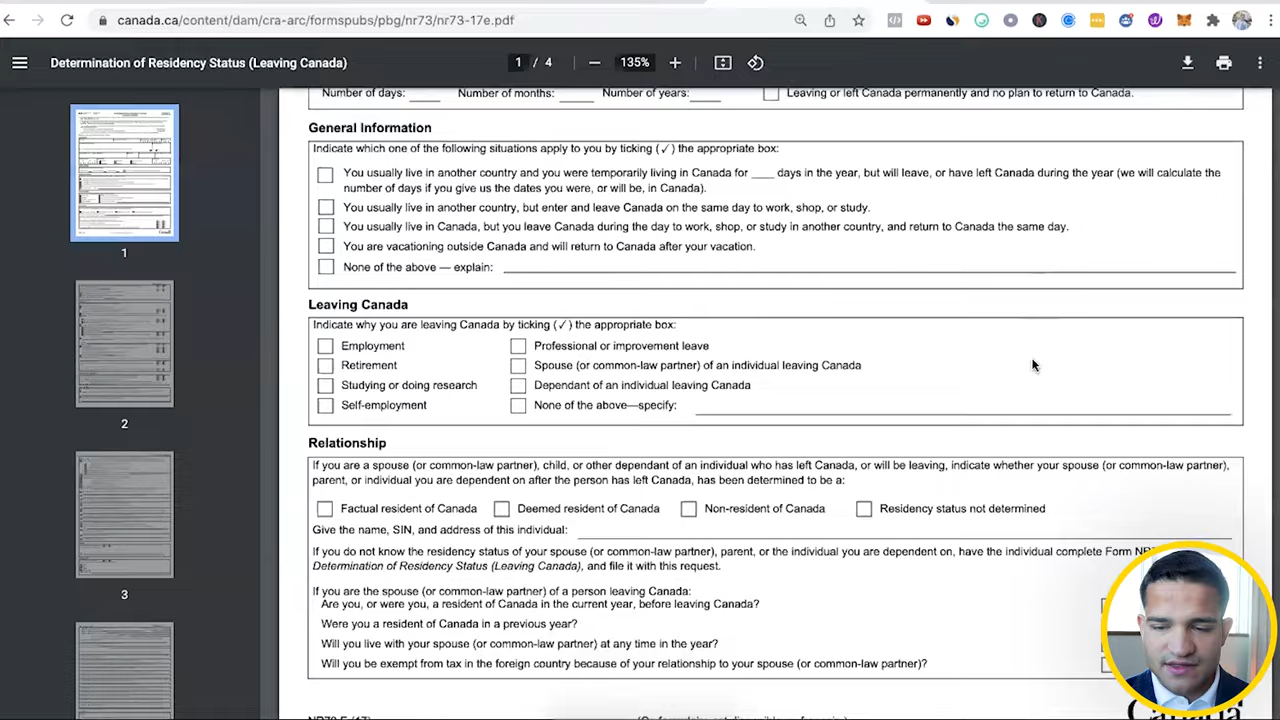 canada.ca/content/dam/cra-arc/formspubs/pbg/nr73/nr73-17e.pdf
Determination of Residency Status (Leaving Canada)
1 / 4
135%
Number of days: ____ Number of months: ____ Number of years: ____ Leaving or left Canada permanently and no plan to return to Canada.
General information
Indicate which one of the following situations apply to you by ticking (✓) the appropriate box:
You usually live in another country and you were temporarily living in Canada for ____ days in the year, but will leave, or have left Canada during the year (we will calculate the
number of days if you give us the dates you were, or will be, in Canada).
You usually live in another country, but enter and leave Canada on the same day to work, shop, or study.
You usually live in Canada, but you leave Canada during the day to work, shop, or study in another country, and return to Canada the same day.
You are vacationing outside Canada and will return to Canada after your vacation.
None of the above — explain:
Leaving Canada
Indicate why you are leaving Canada by ticking (✓) the appropriate box:
Employment Professional or improvement leave
Retirement Spouse (or common-law partner) of an individual leaving Canada
Studying or doing research Dependant of an individual leaving Canada
Self-employment None of the above—specify:
Relationship
If you are a spouse (or common-law partner), child, or other dependant of an individual who has left Canada, or will be leaving, indicate whether your spouse (or common-law partner),
parent, or individual you are dependent on after the person has left Canada, has been determined to be a:
Factual resident of Canada Deemed resident of Canada Non-resident of Canada Residency status not determined
Give the name, SIN, and address of this individual:
If you do not know the residency status of your spouse (or common-law partner), parent, or the individual you are dependent on, have the individual complete Form
Determination of Residency Status (Leaving Canada), and file it with this request.
If you are the spouse (or common-law partner) of a person leaving Canada:
Are you, or were you, a resident of Canada in the current year, before leaving Canada?
Were you a resident of Canada in a previous year?
Will you live with your spouse (or common-law partner) at any time in the year?
Will you be exempt from tax in the foreign country because of your relationship to your spouse (or common-law partner)?
1
2
3